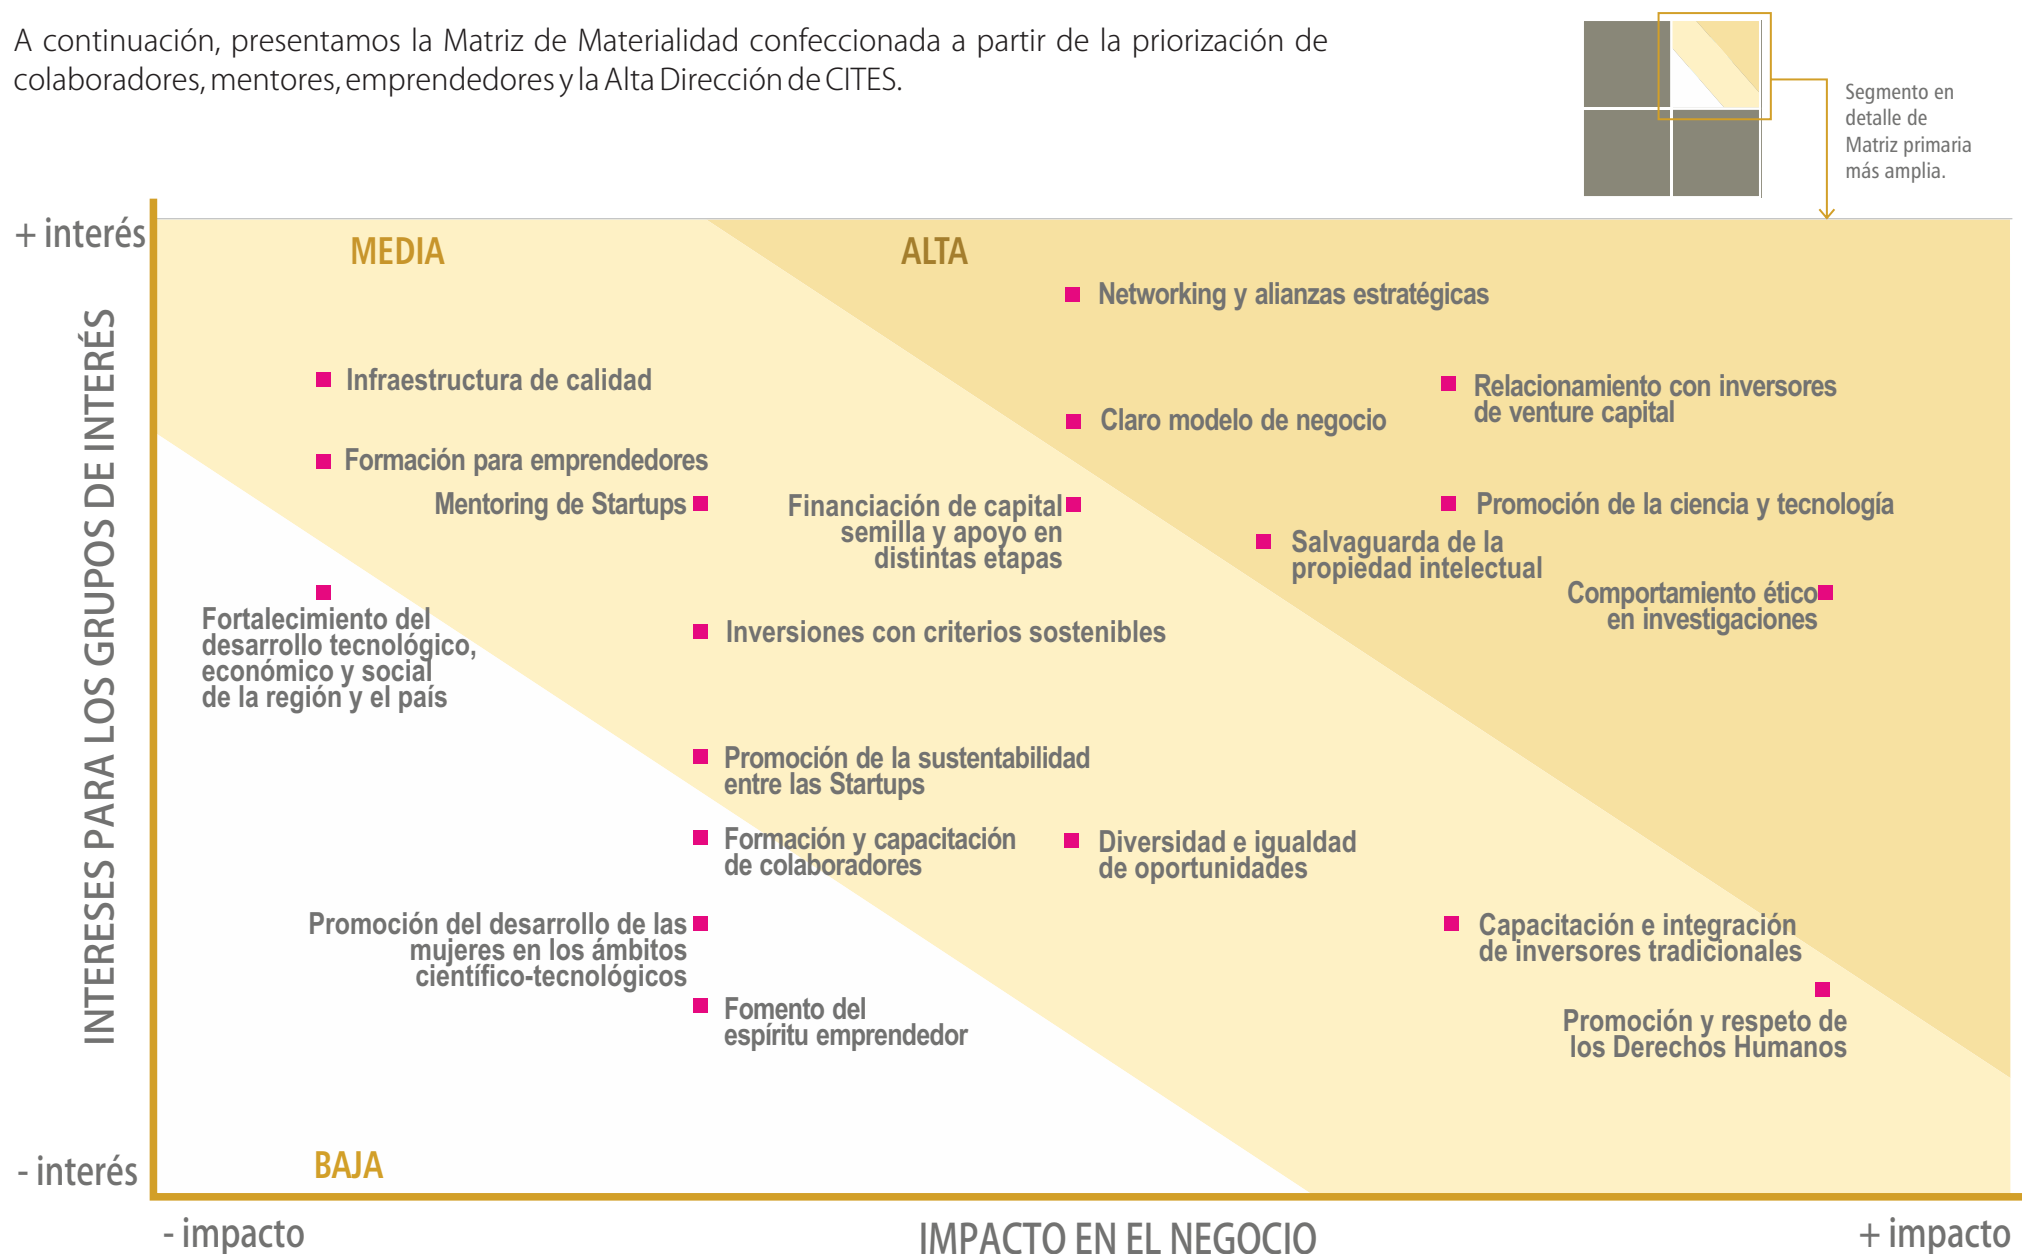 A continuación, presentamos la Matriz de Materialidad confeccionada a partir de la priorización de
colaboradores, mentores, emprendedores y la Alta Dirección de CITES.
Segmento en
detalle de
Matriz primaria
más amplia.
+ interés
MEDIA
ALTA
Networking y alianzas estratégicas
Infraestructura de calidad
Relacionamiento con inversores
de venture capital
Claro modelo de negocio
Formación para emprendedores
Mentoring de Startups
Financiación de capital
semilla y apoyo en
distintas etapas
Promoción de la ciencia y tecnología
Salvaguarda de la
propiedad intelectual
Comportamiento ético
en investigaciones
Fortalecimiento del
desarrollo tecnológico,
económico y social
de la región y el país
Inversiones con criterios sostenibles
Promoción de la sustentabilidad
entre las Startups
Formación y capacitación
de colaboradores
Diversidad e igualdad
de oportunidades
Promoción del desarrollo de las
mujeres en los ámbitos
científico-tecnológicos
Capacitación e integración
de inversores tradicionales
Fomento del
espíritu emprendedor
Promoción y respeto de
los Derechos Humanos
INTERESES PARA LOS GRUPOS DE INTERÉS
BAJA
- interés
- impacto
IMPACTO EN EL NEGOCIO
+ impacto